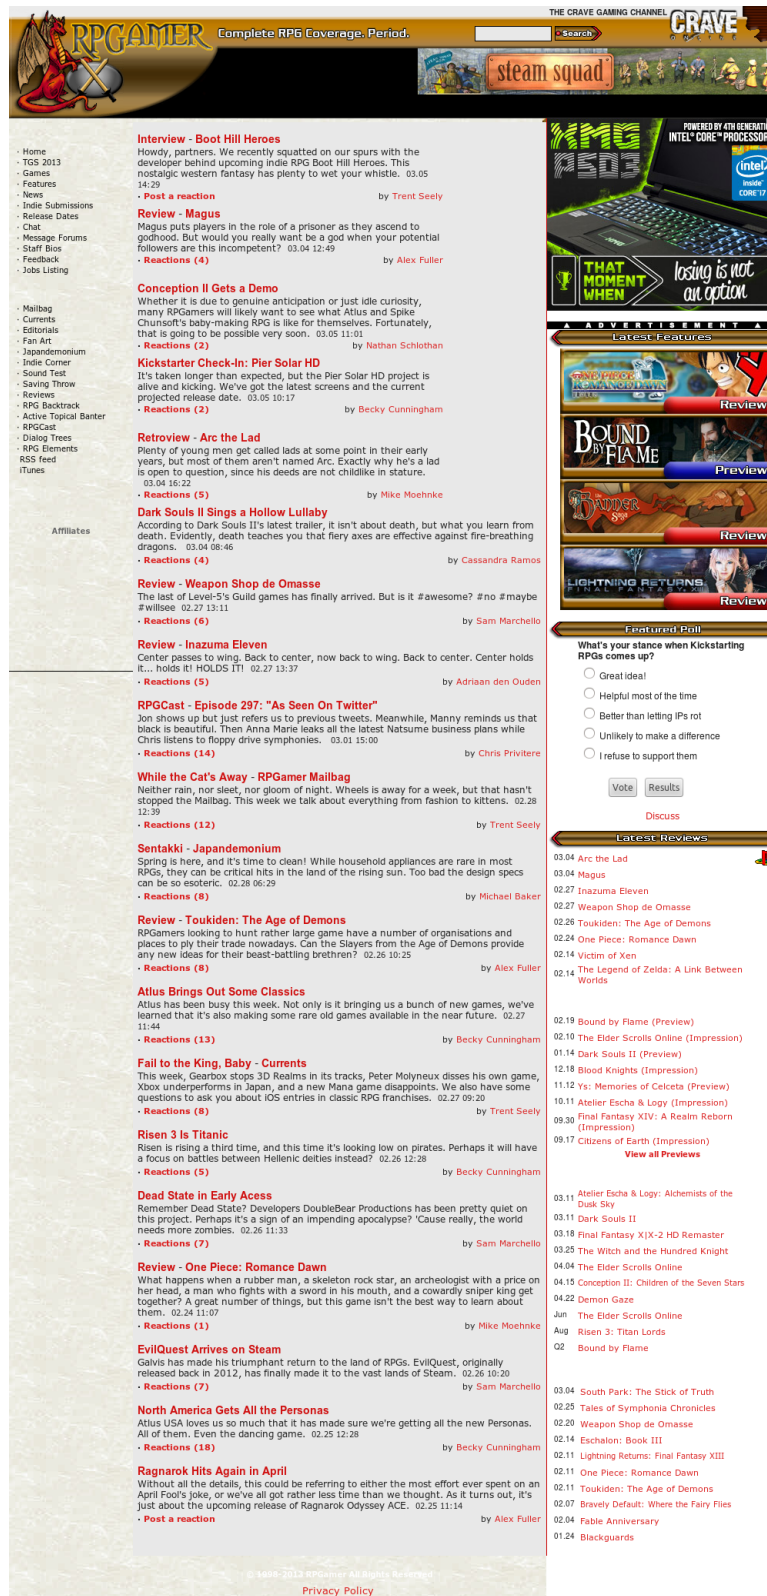 THE CRAVE GAMING CHANNEL
CRAVE
ONLINE
RPGAMER
Complete RPG Coverage. Period.
Search
steam squad
· Home
· TGS 2013
· Games
· Features
· News
· Indie Submissions
· Release Dates
· Chat
· Message Forums
· Staff Bios
· Feedback
· Jobs Listing
· Mailbag
· Currents
· Editorials
· Fan Art
· Japandemonium
· Indie Corner
· Sound Test
· Saving Throw
· Reviews
· RPG Backtrack
· Active Topical Banter
· RPGCast
· Dialog Trees
· RPG Elements
RSS feed
iTunes
Affiliates
Interview - Boot Hill Heroes
Howdy, partners. We recently squatted on our spurs with the
developer behind upcoming indie RPG Boot Hill Heroes. This
nostalgic western fantasy has plenty to wet your whistle. 03.05
14:29
· Post a reaction by Trent Seely
Review - Magus
Magus puts players in the role of a prisoner as they ascend to
godhood. But would you really want be a god when your potential
followers are this incompetent? 03.04 12:49
· Reactions (4) by Alex Fuller
Conception II Gets a Demo
Whether it is due to genuine anticipation or just idle curiosity,
many RPGamers will likely want to see what Atlus and Spike
Chunsoft's baby-making RPG is like for themselves. Fortunately,
that is going to be possible very soon. 03.05 11:01
· Reactions (2) by Nathan Schlothan
Kickstarter Check-In: Pier Solar HD
It's taken longer than expected, but the Pier Solar HD project is
alive and kicking. We've got the latest screens and the current
projected release date. 03.05 10:17
· Reactions (2) by Becky Cunningham
Retroview - Arc the Lad
Plenty of young men get called lads at some point in their early
years, but most of them aren't named Arc. Exactly why he's a lad
is open to question, since his deeds are not childlike in stature.
03.04 16:22
· Reactions (5) by Mike Moehnke
Dark Souls II Sings a Hollow Lullaby
According to Dark Souls II's latest trailer, it isn't about death, but what you learn from
death. Evidently, death teaches you that fiery axes are effective against fire-breathing
dragons. 03.04 08:46
· Reactions (4) by Cassandra Ramos
Review - Weapon Shop de Omasse
The last of Level-5's Guild games has finally arrived. But is it #awesome? #no #maybe
#willsee 02.27 13:11
· Reactions (6) by Sam Marchello
Review - Inazuma Eleven
Center passes to wing. Back to center, now back to wing. Back to center. Center holds
it... holds it! HOLDS IT! 02.27 13:37
· Reactions (5) by Adriaan den Ouden
RPGCast - Episode 297: "As Seen On Twitter"
Jon shows up but just refers us to previous tweets. Meanwhile, Manny reminds us that
black is beautiful. Then Anna Marie leaks all the latest Natsume business plans while
Chris listens to floppy drive symphonies. 03.01 15:00
· Reactions (14) by Chris Privitere
While the Cat's Away - RPGamer Mailbag
Neither rain, nor sleet, nor gloom of night. Wheels is away for a week, but that hasn't
stopped the Mailbag. This week we talk about everything from fashion to kittens. 02.28
12:39
· Reactions (12) by Trent Seely
Sentakki - Japandemonium
Spring is here, and it's time to clean! While household appliances are rare in most
RPGs, they can be critical hits in the land of the rising sun. Too bad the design specs
can be so esoteric. 02.28 06:29
· Reactions (8) by Michael Baker
Review - Toukiden: The Age of Demons
RPGamers looking to hunt rather large game have a number of organisations and
places to ply their trade nowadays. Can the Slayers from the Age of Demons provide
any new ideas for their beast-battling brethren? 02.26 10:25
· Reactions (8) by Alex Fuller
Atlus Brings Out Some Classics
Atlus has been busy this week. Not only is it bringing us a bunch of new games, we've
learned that it's also making some rare old games available in the near future. 02.27
11:44
· Reactions (13) by Becky Cunningham
Fail to the King, Baby - Currents
This week, Gearbox stops 3D Realms in its tracks, Peter Molyneux disses his own game,
Xbox underperforms in Japan, and a new Mana game disappoints. We also have some
questions to ask you about iOS entries in classic RPG franchises. 02.27 09:20
· Reactions (8) by Trent Seely
Risen 3 Is Titanic
Risen is rising a third time, and this time it's looking low on pirates. Perhaps it will have
a focus on battles between Hellenic deities instead? 02.26 12:28
· Reactions (5) by Becky Cunningham
Dead State in Early Acess
Remember Dead State? Developers DoubleBear Productions has been pretty quiet on
this project. Perhaps it's a sign of an impending apocalypse? 'Cause really, the world
needs more zombies. 02.26 11:33
· Reactions (7) by Sam Marchello
Review - One Piece: Romance Dawn
What happens when a rubber man, a skeleton rock star, an archeologist with a price on
her head, a man who fights with a sword in his mouth, and a cowardly sniper king get
together? A great number of things, but this game isn't the best way to learn about
them. 02.24 11:07
· Reactions (1) by Mike Moehnke
EvilQuest Arrives on Steam
Galvis has made his triumphant return to the land of RPGs. EvilQuest, originally
released back in 2012, has finally made it to the vast lands of Steam. 02.26 10:20
· Reactions (7) by Sam Marchello
North America Gets All the Personas
Atlus USA loves us so much that it has made sure we're getting all the new Personas.
All of them. Even the dancing game. 02.25 12:28
· Reactions (18) by Becky Cunningham
Ragnarok Hits Again in April
Without all the details, this could be referring to either the most effort ever spent on an
April Fool's joke, or we've all got rather less time than we thought. As it turns out, it's
just about the upcoming release of Ragnarok Odyssey ACE. 02.25 11:14
· Post a reaction by Alex Fuller
© 1998-2012 RPGamer All Rights Reserved
Privacy Policy
XMG
P503
POWERED BY 4TH GENERATI
INTEL® CORE™ PROCESSOR
intel
inside
CORE i7
THAT
MOMENT
WHEN
losing is not
an option
ADVERTISEMENT
Latest Features
ONE PIECE
ROMANCE DAWN
Review
BOUND
BY FLAME
Preview
the
BANNER
Saga
Review
LIGHTNING RETURNS
FINAL FANTASY XIII
Review
Featured Poll
What's your stance when Kickstarting
RPGs comes up?
Great idea!
Helpful most of the time
Better than letting IPs rot
Unlikely to make a difference
I refuse to support them
Vote Results
Discuss
Latest Reviews
03.04 Arc the Lad
03.04 Magus
02.27 Inazuma Eleven
02.27 Weapon Shop de Omasse
02.26 Toukiden: The Age of Demons
02.24 One Piece: Romance Dawn
02.14 Victim of Xen
02.14 The Legend of Zelda: A Link Between
Worlds
02.19 Bound by Flame (Preview)
02.10 The Elder Scrolls Online (Impression)
01.14 Dark Souls II (Preview)
12.18 Blood Knights (Impression)
11.12 Ys: Memories of Celceta (Preview)
10.11 Atelier Escha & Logy (Impression)
09.30 Final Fantasy XIV: A Realm Reborn
(Impression)
09.17 Citizens of Earth (Impression)
View all Previews
03.11 Atelier Escha & Logy: Alchemists of the
Dusk Sky
03.11 Dark Souls II
03.18 Final Fantasy X|X-2 HD Remaster
03.25 The Witch and the Hundred Knight
04.04 The Elder Scrolls Online
04.15 Conception II: Children of the Seven Stars
04.22 Demon Gaze
Jun The Elder Scrolls Online
Aug Risen 3: Titan Lords
Q2 Bound by Flame
03.04 South Park: The Stick of Truth
02.25 Tales of Symphonia Chronicles
02.20 Weapon Shop de Omasse
02.14 Eschalon: Book III
02.11 Lightning Returns: Final Fantasy XIII
02.11 One Piece: Romance Dawn
02.11 Toukiden: The Age of Demons
02.07 Bravely Default: Where the Fairy Flies
02.04 Fable Anniversary
01.24 Blackguards